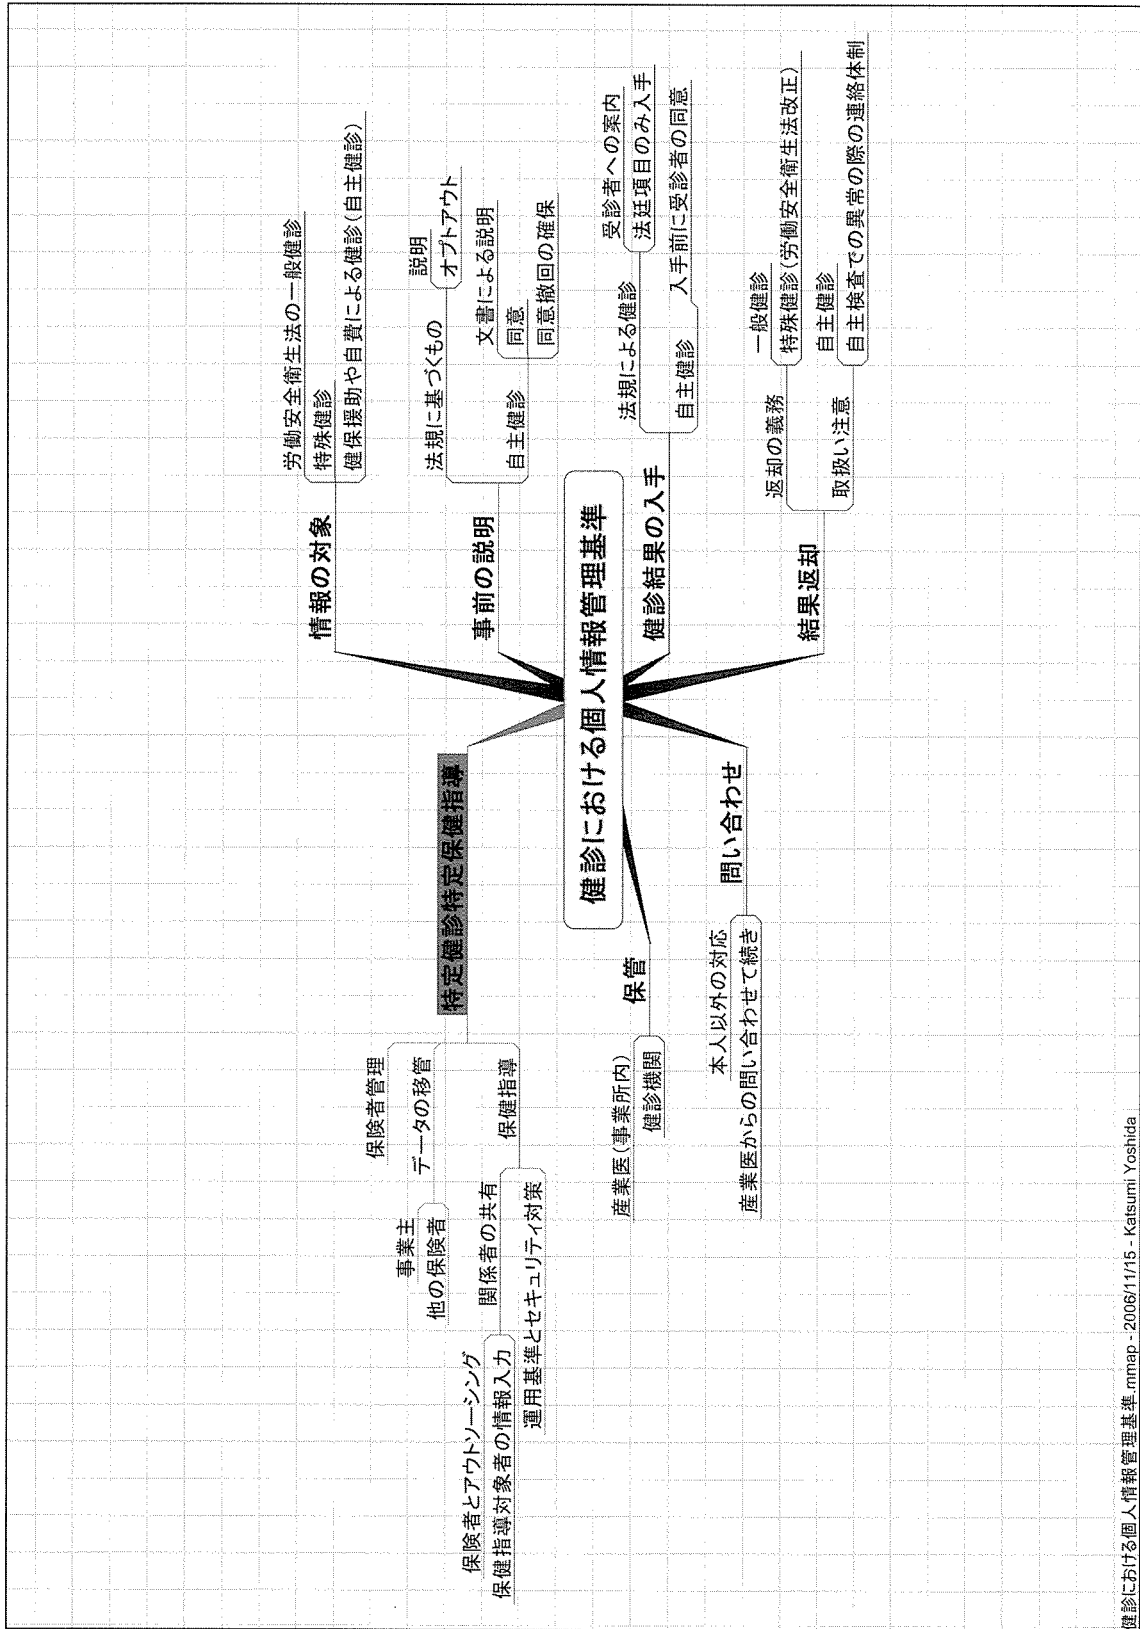 健診における個人情報管理基準
情報の対象
労働安全衛生法の一般健診
特殊健診
健保援助や自費による健診(自主健診)
事前の説明
法規に基づくもの
説明
オプトアウト
自主健診
文書による説明
同意
同意撤回の確保
健診結果の入手
法規による健診
受診者への案内
法廷項目のみ入手
自主健診
入手前に受診者の同意
結果返却
返却の義務
一般健診
特殊健診(労働安全衛生法改正)
取扱い注意
自主健診
自主検査での異常の際の連絡体制
特定健診特定保健指導
保険者管理
データの移管
事業主
他の保険者
保健指導
関係者の共有
保険者とアウトソーシング
保健指導対象者の情報入力
運用基準とセキュリティ対策
保管
産業医(事業所内)
健診機関
問い合わせ
本人以外の対応
産業医からの問い合わせて続き
健診における個人情報管理基準.mmap - 2006/11/15 - Katsumi Yoshida